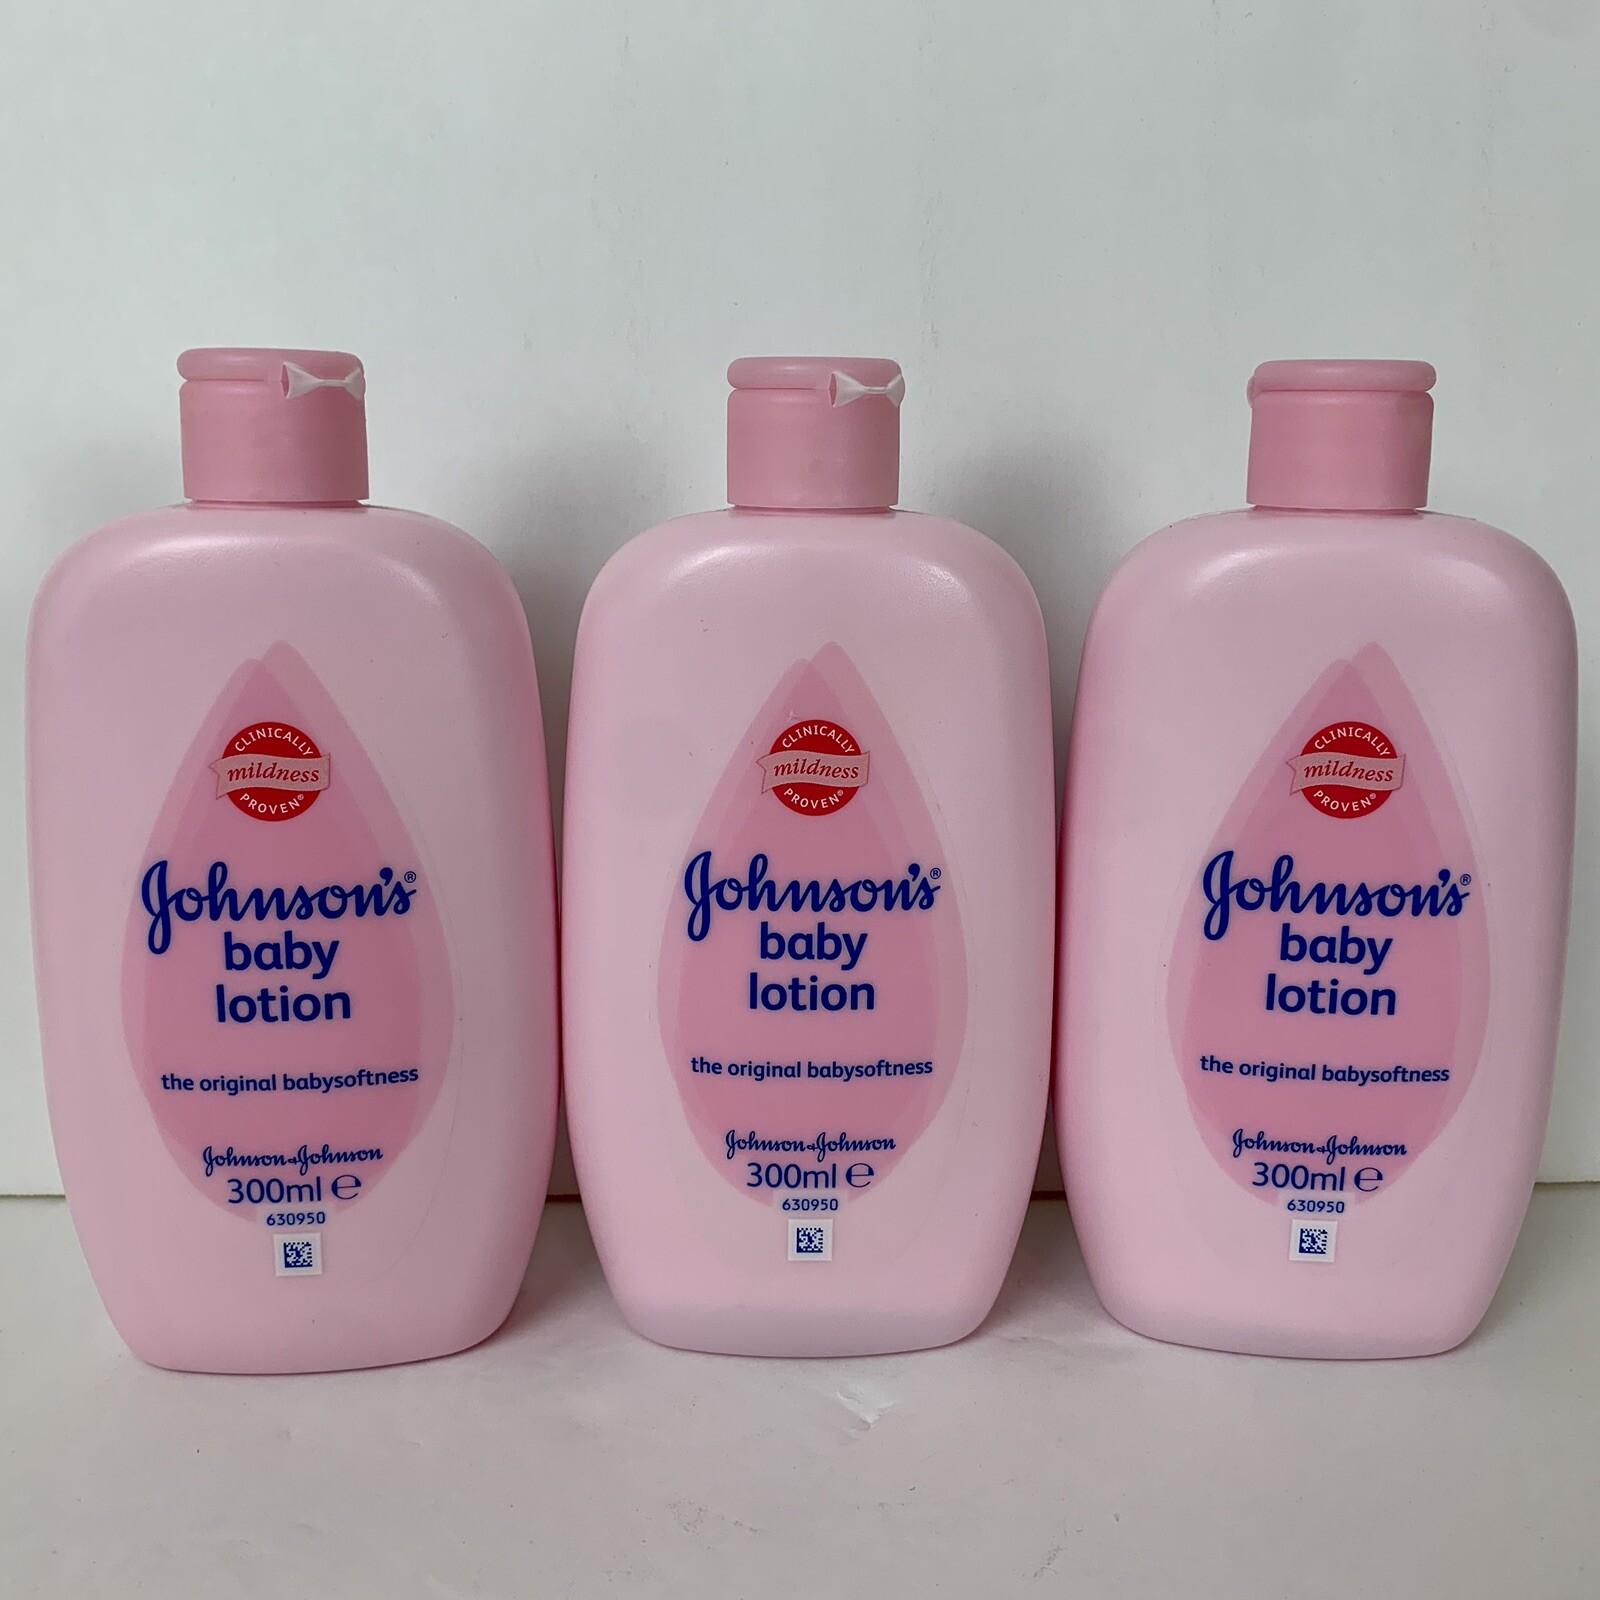 CLINICALLY
mildness
PROVEN®
Johnson's®
baby
lotion
the original babysoftness
Johnson & Johnson
300ml ℮
630950
CLINICALLY
mildness
PROVEN®
Johnson's®
baby
lotion
the original babysoftness
Johnson & Johnson
300ml ℮
630950
CLINICALLY
mildness
PROVEN®
Johnson's®
baby
lotion
the original babysoftness
Johnson & Johnson
300ml ℮
630950